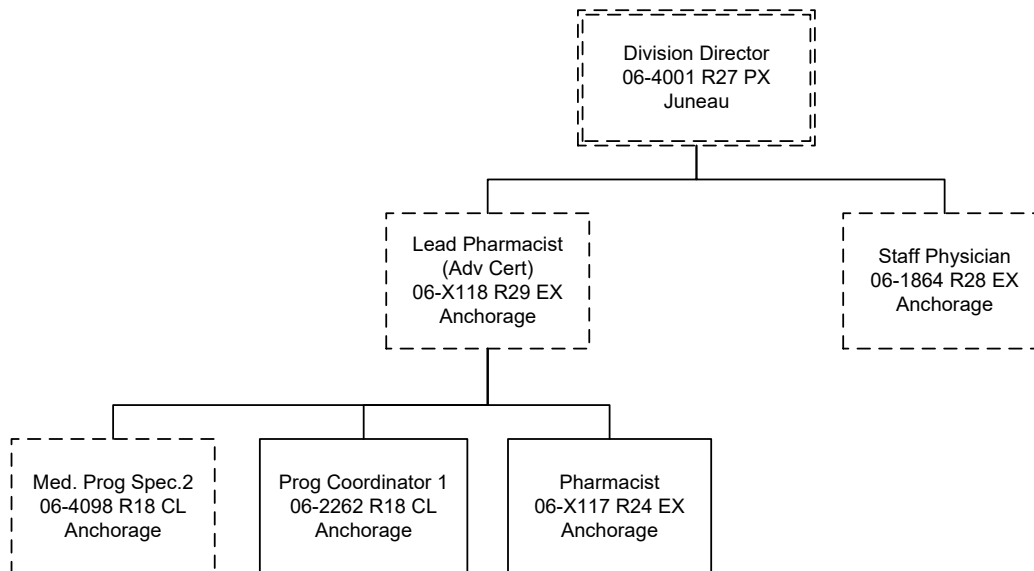 Division Director
06-4001 R27 PX
Juneau
Lead Pharmacist
(Adv Cert)
06-X118 R29 EX
Anchorage
Staff Physician
06-1864 R28 EX
Anchorage
Med. Prog Spec.2
06-4098 R18 CL
Anchorage
Prog Coordinator 1
06-2262 R18 CL
Anchorage
Pharmacist
06-X117 R24 EX
Anchorage